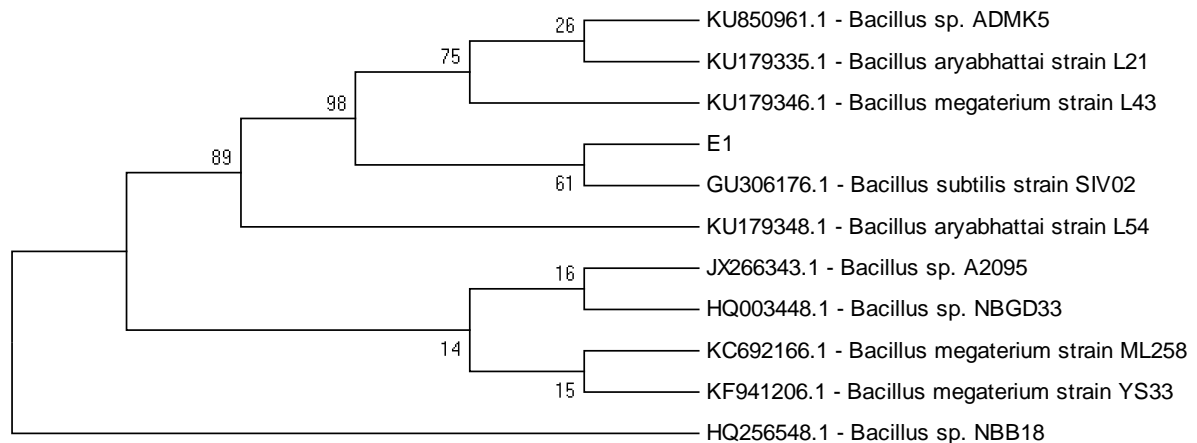 26
KU850961.1 - Bacillus sp. ADMK5
75
KU179335.1 - Bacillus aryabhattai strain L21
98
KU179346.1 - Bacillus megaterium strain L43
89
E1
61
GU306176.1 - Bacillus subtilis strain SIV02
KU179348.1 - Bacillus aryabhattai strain L54
16
JX266343.1 - Bacillus sp. A2095
HQ003448.1 - Bacillus sp. NBGD33
14
KC692166.1 - Bacillus megaterium strain ML258
15
KF941206.1 - Bacillus megaterium strain YS33
HQ256548.1 - Bacillus sp. NBB18